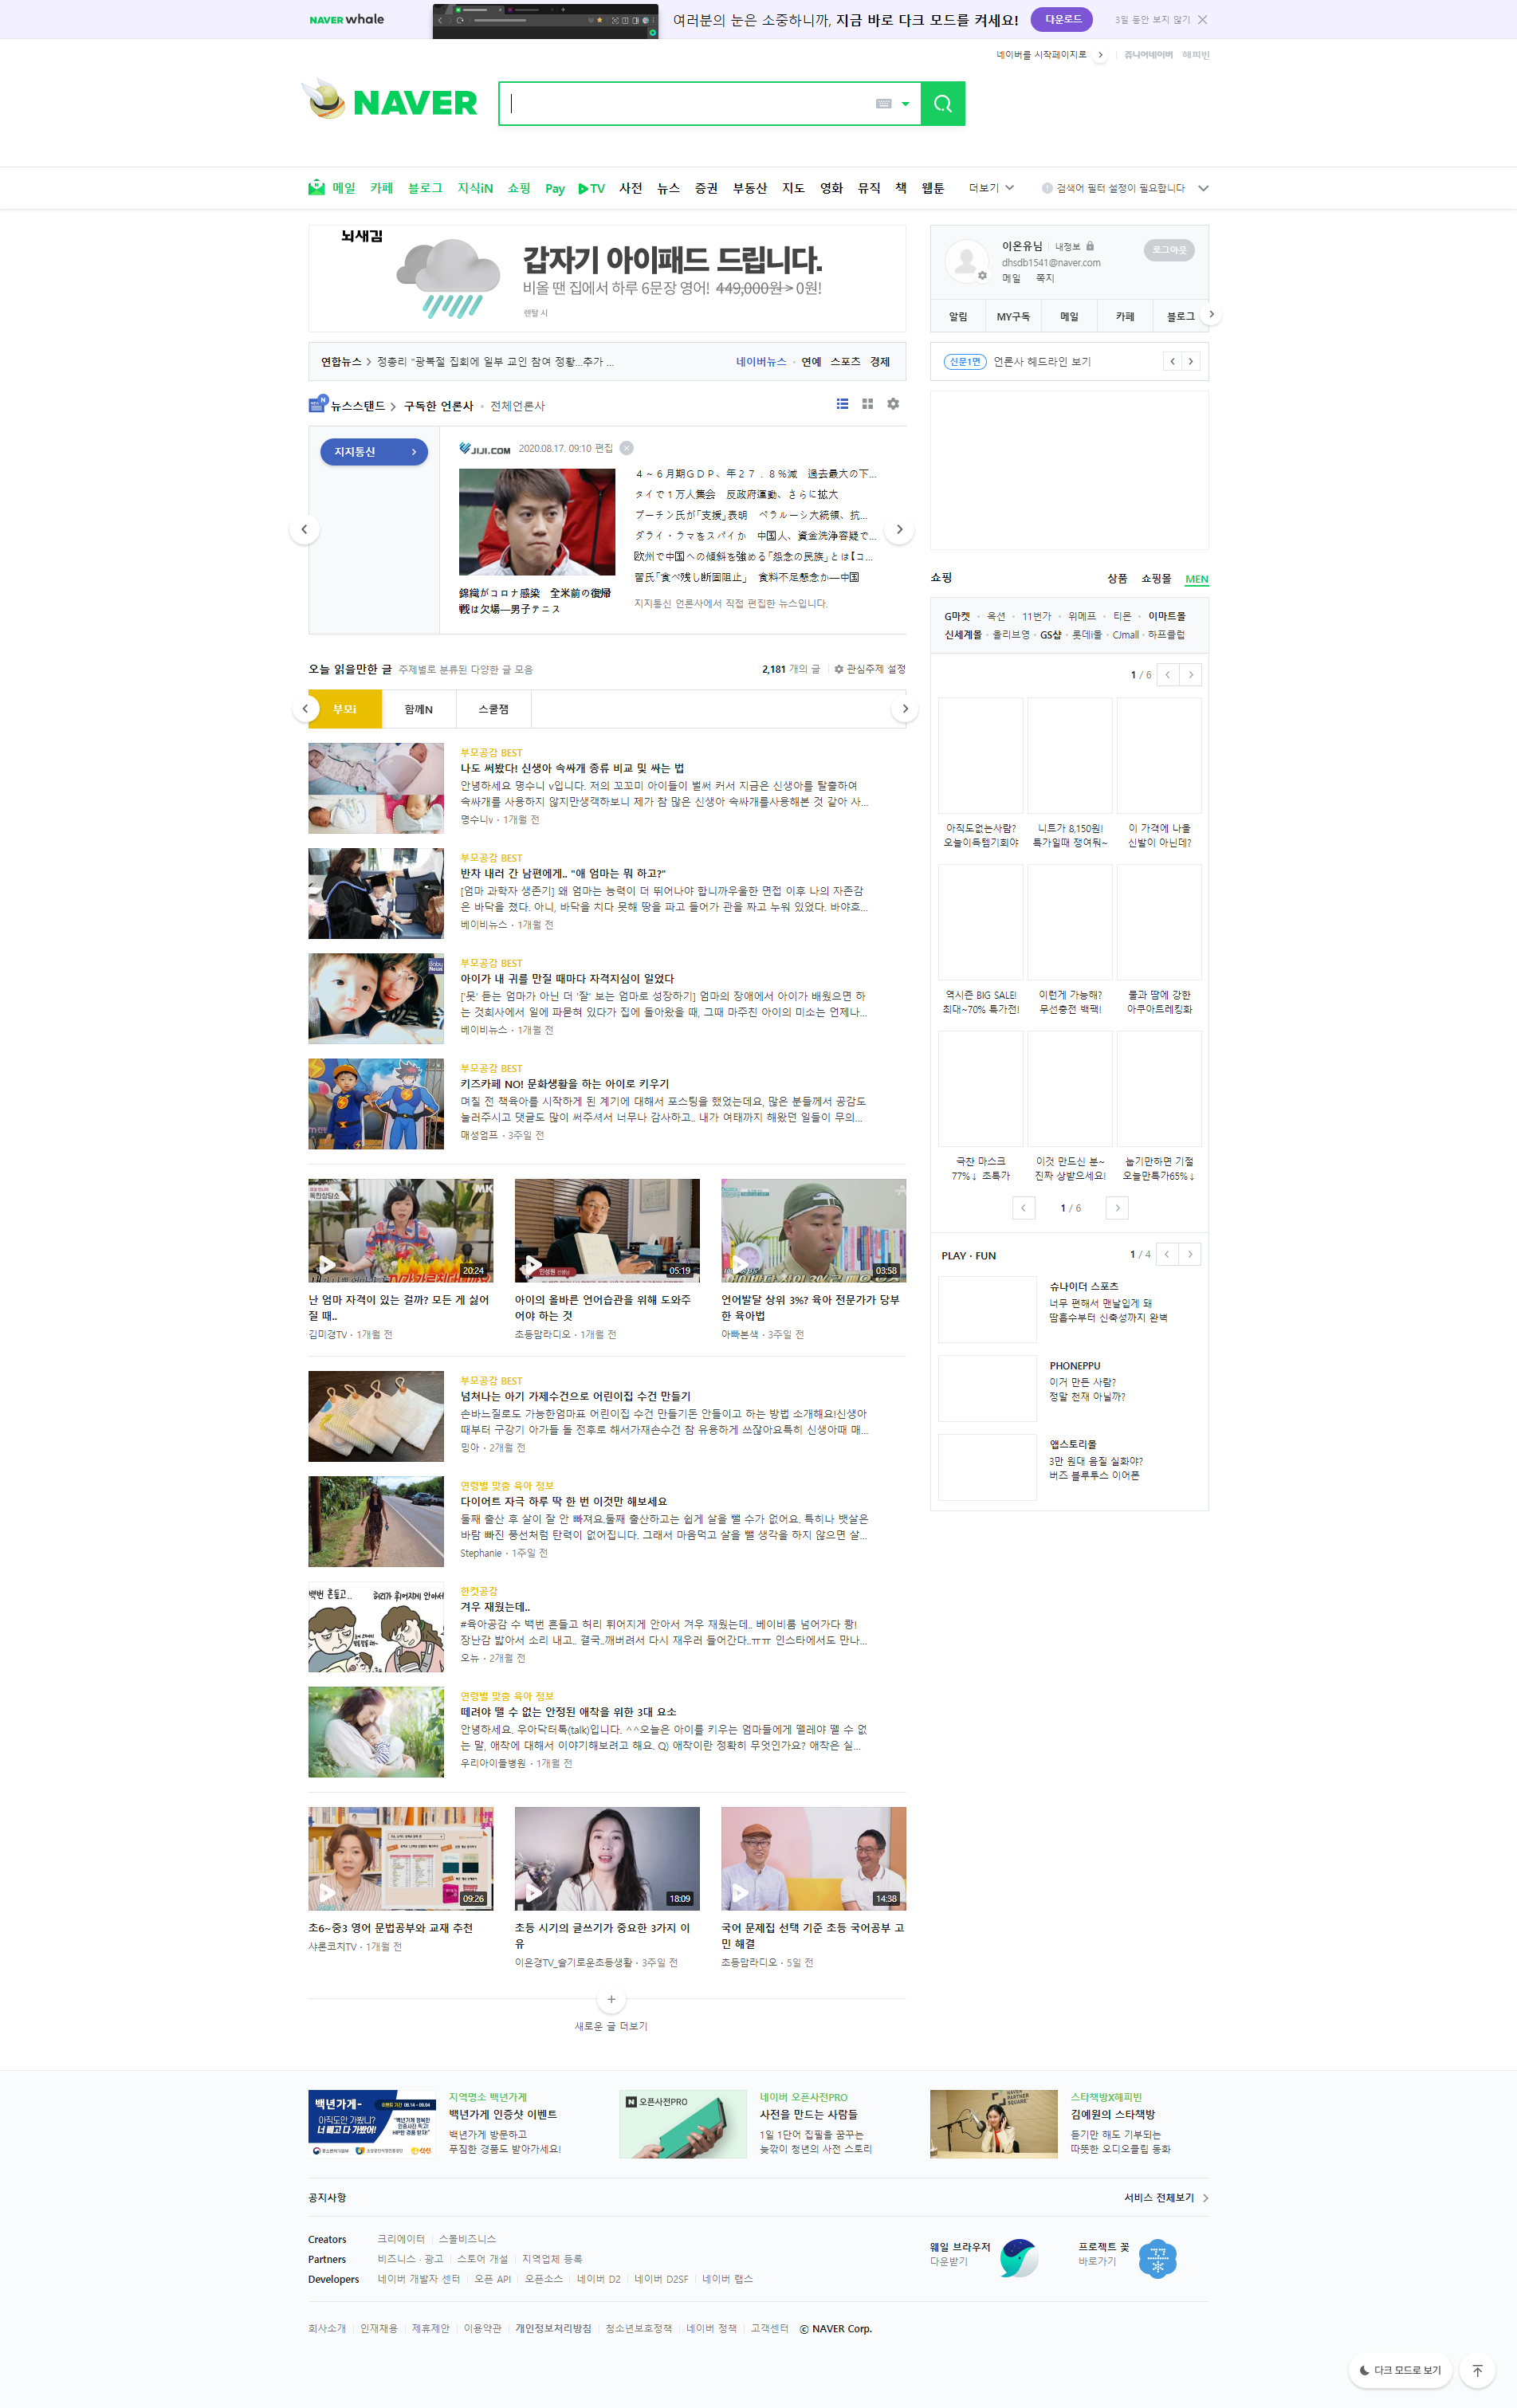 NAVER whale
여러분의 눈은 소중하니까, 지금 바로 다크 모드를 켜세요!
다운로드
3일 동안 보지 않기
네이버를 시작페이지로
쥬니어네이버 해피빈
NAVER
메일 카페 블로그 지식iN 쇼핑 Pay TV 사전 뉴스 증권 부동산 지도 영화 뮤직 책 웹툰 더보기
검색어 필터 설정이 필요합니다
뇌새김
갑자기 아이패드 드립니다.
비올 땐 집에서 하루 6문장 영어! 449,000원 > 0원!
렌탈 시
이온유님 내정보
로그아웃
dhsdb1541@naver.com
메일 쪽지
알림 MY구독 메일 카페 블로그
연합뉴스 정총리 "광복절 집회에 일부 교인 참여 정황...추가 ...
네이버뉴스 연예 스포츠 경제
신문1면 언론사 헤드라인 보기
뉴스스탠드 구독한 언론사 전체언론사
지지통신
JIJI.COM 2020.08.17. 09:10 편집
錦織がコロナ感染 全米前の復帰
戦は欠場―男子テニス
４～６月期ＧＤＰ、年２７．８％減 過去最大の下...
タイで１万人集会 反政府運動、さらに拡大
プーチン氏が「支援」表明 ベラルーシ大統領、抗...
ダライ・ラマをスパイか 中国人、資金洗浄容疑で...
欧州で中国への傾斜を強める「怨念の民族」とは【コ...
習氏「食べ残し断固阻止」 食料不足懸念か―中国
지지통신 언론사에서 직접 편집한 뉴스입니다.
쇼핑
상품 쇼핑몰 MEN
G마켓 옥션 11번가 위메프 티몬 이마트몰
신세계몰 올리브영 GS샵 롯데i몰 CJmall 하프클럽
1 / 6
아직도없는사람?
오늘이득템기회야
니트가 8,150원!
특가일때 쟁여둬~
이 가격에 나올
신발이 아닌데?
역시즌 BIG SALE!
최대~70% 특가전!
이런게 가능해?
무선충전 백팩!
물과 땀에 강한
아쿠아트레킹화
극찬 마스크
77%↓ 초특가
이것 만드신 분~
진짜 상받으세요!
눕기만하면 기절
오늘만특가65%↓
1 / 6
PLAY · FUN
1 / 4
슈나이더 스포츠
너무 편해서 맨날입게 돼
땀흡수부터 신축성까지 완벽
PHONEPPU
이거 만든 사람?
정말 천재 아닐까?
앱스토리몰
3만 원대 음질 실화야?
버즈 블루투스 이어폰
오늘 읽을만한 글 주제별로 분류된 다양한 글 모음
2,181 개의 글 관심주제 설정
부모i 함께N 스쿨잼
부모공감 BEST
나도 써봤다! 신생아 속싸개 종류 비교 및 싸는 법
안녕하세요 명수니 v입니다. 저의 꼬꼬미 아이들이 벌써 커서 지금은 신생아를 탈출하여
속싸개를 사용하지 않지만생각하보니 제가 참 많은 신생아 속싸개를사용해본 것 같아 사...
명수니v · 1개월 전
부모공감 BEST
반차 내러 간 남편에게.. "애 엄마는 뭐 하고?"
[엄마 과학자 생존기] 왜 엄마는 능력이 더 뛰어나야 합니까우울한 면접 이후 나의 자존감
은 바닥을 쳤다. 아니, 바닥을 치다 못해 땅을 파고 들어가 관을 짜고 누워 있었다. 바야흐...
베이비뉴스 · 1개월 전
부모공감 BEST
아이가 내 귀를 만질 때마다 자격지심이 일었다
['못' 듣는 엄마가 아닌 더 '잘' 보는 엄마로 성장하기] 엄마의 장애에서 아이가 배웠으면 하
는 것회사에서 일에 파묻혀 있다가 집에 돌아왔을 때, 그때 마주친 아이의 미소는 언제나...
베이비뉴스 · 1개월 전
부모공감 BEST
키즈카페 NO! 문화생활을 하는 아이로 키우기
며칠 전 책육아를 시작하게 된 계기에 대해서 포스팅을 했었는데요, 많은 분들께서 공감도
눌러주시고 댓글도 많이 써주셔서 너무나 감사하고.. 내가 여태까지 해왔던 일들이 무의...
매성엄프 · 3주일 전
20:24
난 엄마 자격이 있는 걸까? 모든 게 싫어
질 때..
김미경TV · 1개월 전
05:19
아이의 올바른 언어습관을 위해 도와주
어야 하는 것
초등맘라디오 · 1개월 전
03:58
언어발달 상위 3%? 육아 전문가가 당부
한 육아법
아빠본색 · 3주일 전
부모공감 BEST
넘쳐나는 아기 가제수건으로 어린이집 수건 만들기
손바느질로도 가능한엄마표 어린이집 수건 만들기돈 안들이고 하는 방법 소개해요!신생아
때부터 구강기 아가들 돌 전후로 해서가재손수건 참 유용하게 쓰잖아요특히 신생아때 매...
밍아 · 2개월 전
연령별 맞춤 육아 정보
다이어트 자극 하루 딱 한 번 이것만 해보세요
둘째 출산 후 살이 잘 안 빠져요.둘째 출산하고는 쉽게 살을 뺄 수가 없어요. 특히나 뱃살은
바람 빠진 풍선처럼 탄력이 없어집니다. 그래서 마음먹고 살을 뺄 생각을 하지 않으면 살...
Stephanie · 1주일 전
백번 흔들고..
허리가 휘어지게 안아서
한컷공감
겨우 재웠는데..
#육아공감 수 백번 흔들고 허리 휘어지게 안아서 겨우 재웠는데.. 베이비룸 넘어가다 쾅!
장난감 밟아서 소리 내고.. 결국..깨버려서 다시 재우러 들어간다..ㅠㅠ 인스타에서도 만나...
오뉴 · 2개월 전
연령별 맞춤 육아 정보
떼려야 뗄 수 없는 안정된 애착을 위한 3대 요소
안녕하세요. 우아닥터톡(talk)입니다. ^^오늘은 아이를 키우는 엄마들에게 뗄레야 뗄 수 없
는 말, 애착에 대해서 이야기해보려고 해요. Q) 애착이란 정확히 무엇인가요? 애착은 실...
우리아이들병원 · 1개월 전
09:26
초6~중3 영어 문법공부와 교재 추천
샤론코치TV · 1개월 전
18:09
초등 시기의 글쓰기가 중요한 3가지 이
유
이은경TV_슬기로운초등생활 · 3주일 전
14:38
국어 문제집 선택 기준 초등 국어공부 고
민 해결
초등맘라디오 · 5일 전
새로운 글 더보기
백년가게-
아직도안 가봤니?
너 빼고 다 가봤어!
지역명소 백년가게
백년가게 인증샷 이벤트
백년가게 방문하고
푸짐한 경품도 받아가세요!
오픈사전PRO
네이버 오픈사전PRO
사전을 만드는 사람들
1일 1단어 집필을 꿈꾸는
늦깎이 청년의 사전 스토리
PARTNER
SQUARE
스타책방X해피빈
김예원의 스타책방
듣기만 해도 기부되는
따뜻한 오디오클립 동화
공지사항
서비스 전체보기
Creators 크리에이터 스몰비즈니스
Partners 비즈니스 · 광고 스토어 개설 지역업체 등록
Developers 네이버 개발자 센터 오픈 API 오픈소스 네이버 D2 네이버 D2SF 네이버 랩스
웨일 브라우저
다운받기
프로젝트 꽃
바로가기
회사소개 인재채용 제휴제안 이용약관 개인정보처리방침 청소년보호정책 네이버 정책 고객센터 ⓒ NAVER Corp.
다크 모드로 보기